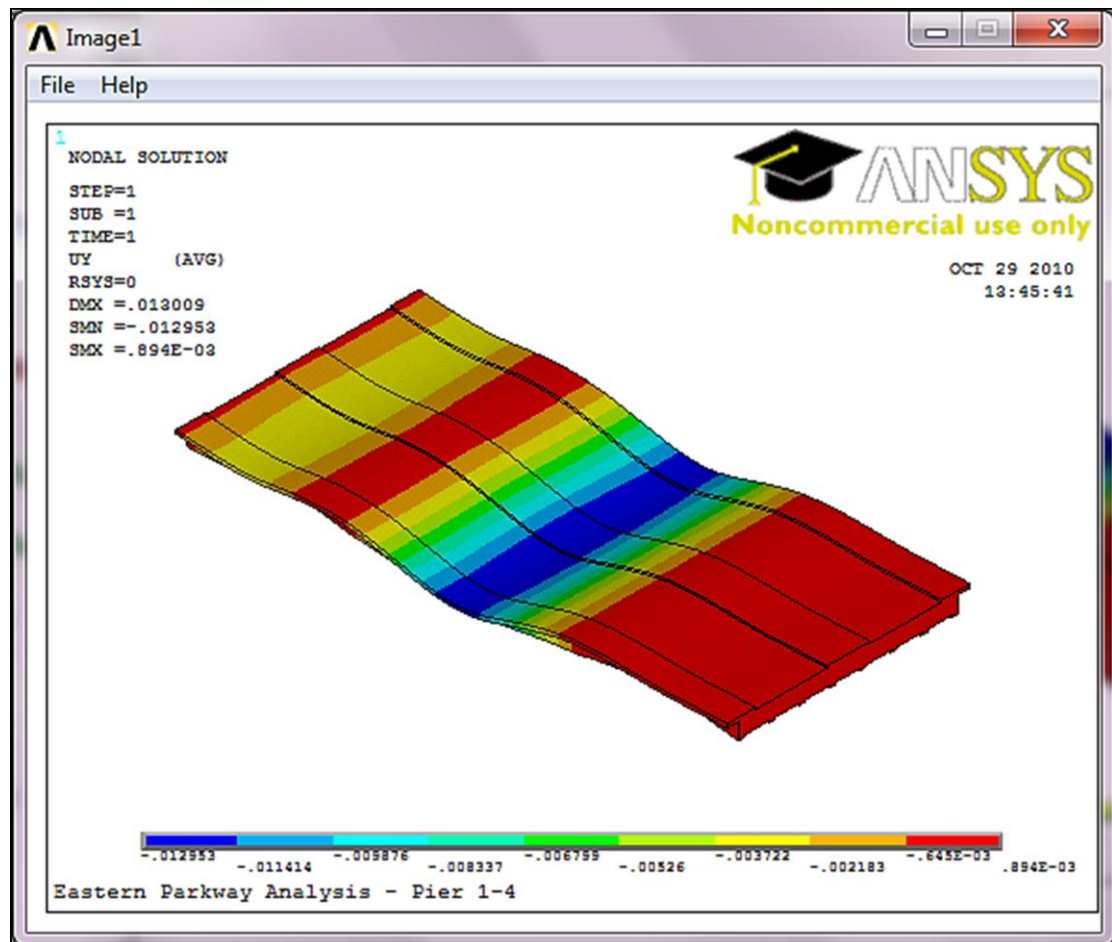 Image1
File Help
1
NODAL SOLUTION
STEP=1
SUB =1
TIME=1
UY (AVG)
RSYS=0
DMX =.013009
SMN =-.012953
SMX =.894E-03
ANSYS
Noncommercial use only
OCT 29 2010
13:45:41
-.012953 -.009876 -.006799 -.003722 -.645E-03
-.011414 -.008337 -.00526 -.002183 .894E-03
Eastern Parkway Analysis - Pier 1-4